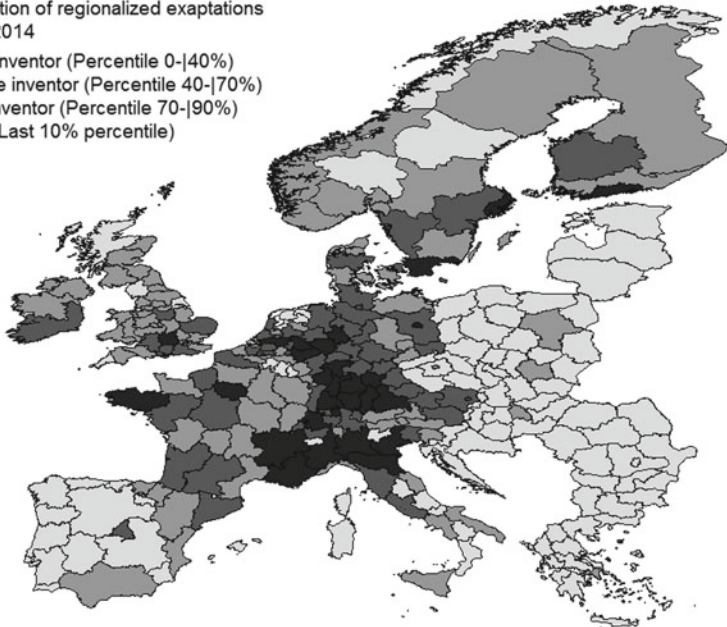 tion of regionalized exaptations
2014
nventor (Percentile 0-|40%)
e inventor (Percentile 40-|70%)
nventor (Percentile 70-|90%)
Last 10% percentile)